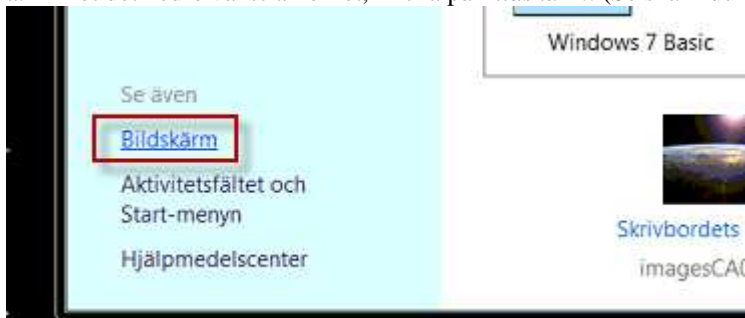 Windows 7 Basic
Se även
Bildskärm
Aktivitetsfältet och
Start-menyn
Skrivbordets
Hjälpmedelscenter